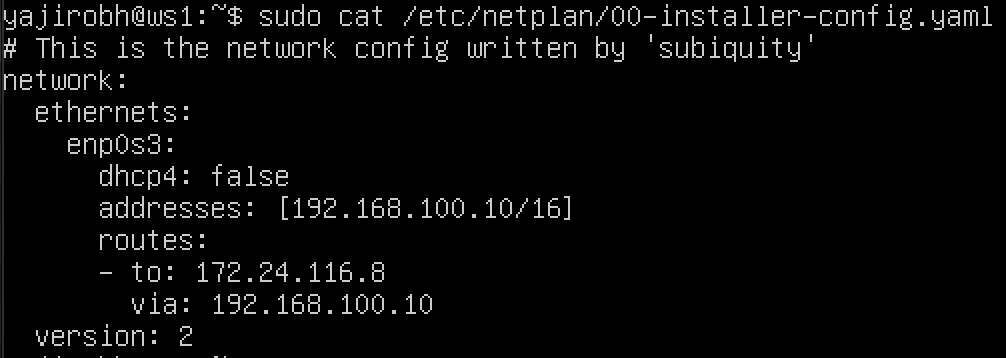 yajirobh@ws1:~$ sudo cat /etc/netplan/00-installer-config.yaml
# This is the network config written by 'subiquity'
network:
  ethernets:
    enp0s3:
      dhcp4: false
      addresses: [192.168.100.10/16]
      routes:
      - to: 172.24.116.8
        via: 192.168.100.10
  version: 2